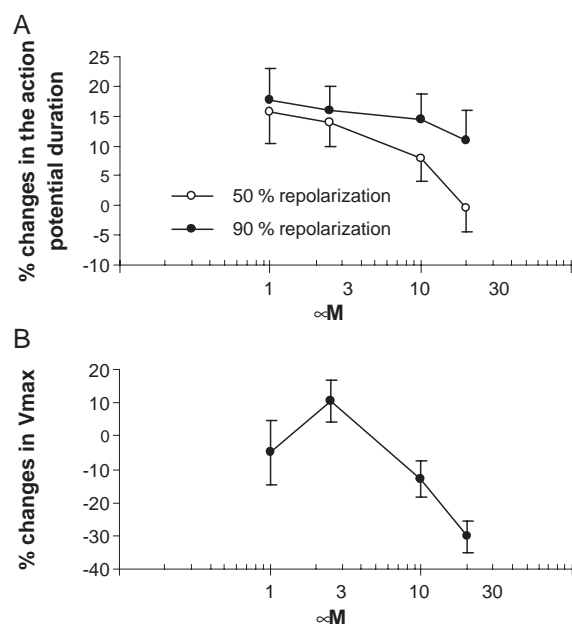 A
% changes in the action
potential duration
25
20
15
10
5
0
-5
-10
50 % repolarization
90 % repolarization
1 3 10 30
∝M
B
% changes in Vmax
20
10
0
-10
-20
-30
-40
1 3 10 30
∝M